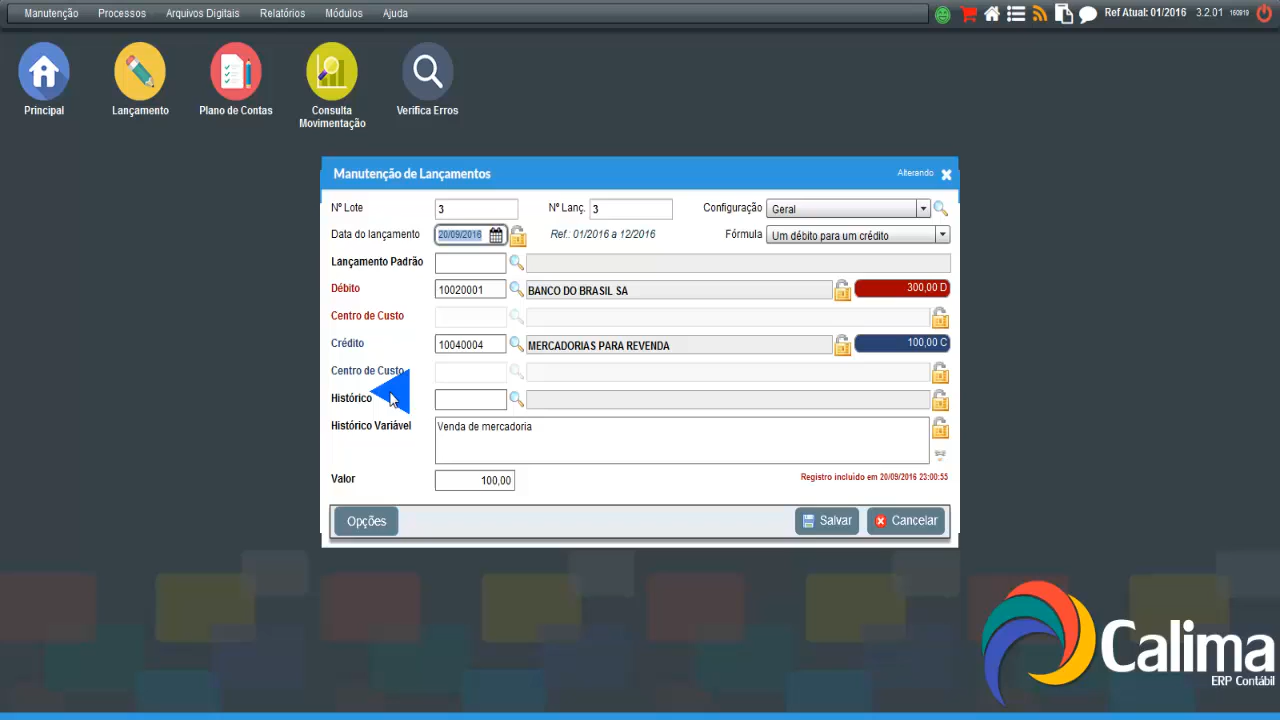 Manutenção Processos Arquivos Digitais Relatórios Módulos Ajuda
Ref Atual: 01/2016 3.2.01 160919
Principal Lançamento Plano de Contas Consulta Movimentação Verifica Erros
Manutenção de Lançamentos Alterando
Nº Lote 3 Nº Lanç. 3 Configuração Geral
Data do lançamento 20/09/2016 Ref.: 01/2016 a 12/2016 Fórmula Um débito para um crédito
Lançamento Padrão
Débito 10020001 BANCO DO BRASIL SA 300,00 D
Centro de Custo
Crédito 10040004 MERCADORIAS PARA REVENDA 100,00 C
Centro de Custo
Histórico
Histórico Variável Venda de mercadoria
Valor 100,00 Registro incluido em 20/09/2016 23:00:55
Opções Salvar Cancelar
Calima
ERP Contábil